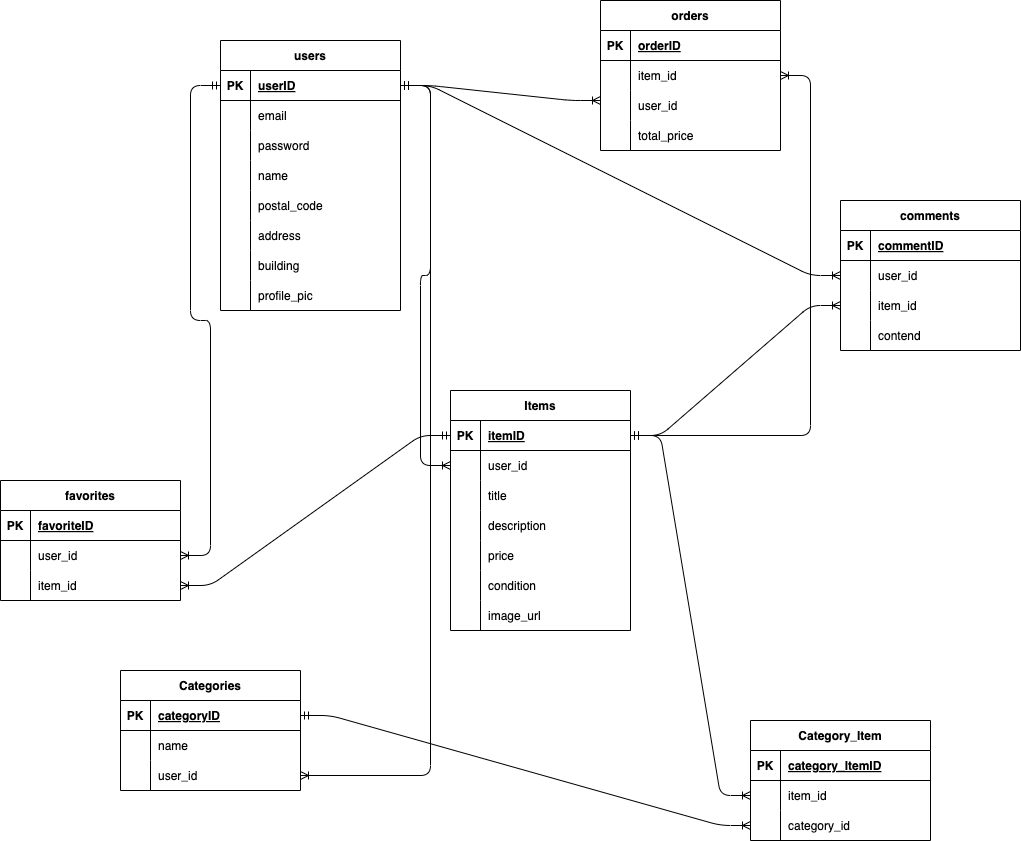 orders
PK orderID
item_id
user_id
total_price
users
PK userID
email
password
name
postal_code
address
building
profile_pic
comments
PK commentID
user_id
item_id
contend
Items
PK itemID
user_id
title
description
price
condition
image_url
favorites
PK favoriteID
user_id
item_id
Categories
PK categoryID
name
user_id
Category_Item
PK category_ItemID
item_id
category_id